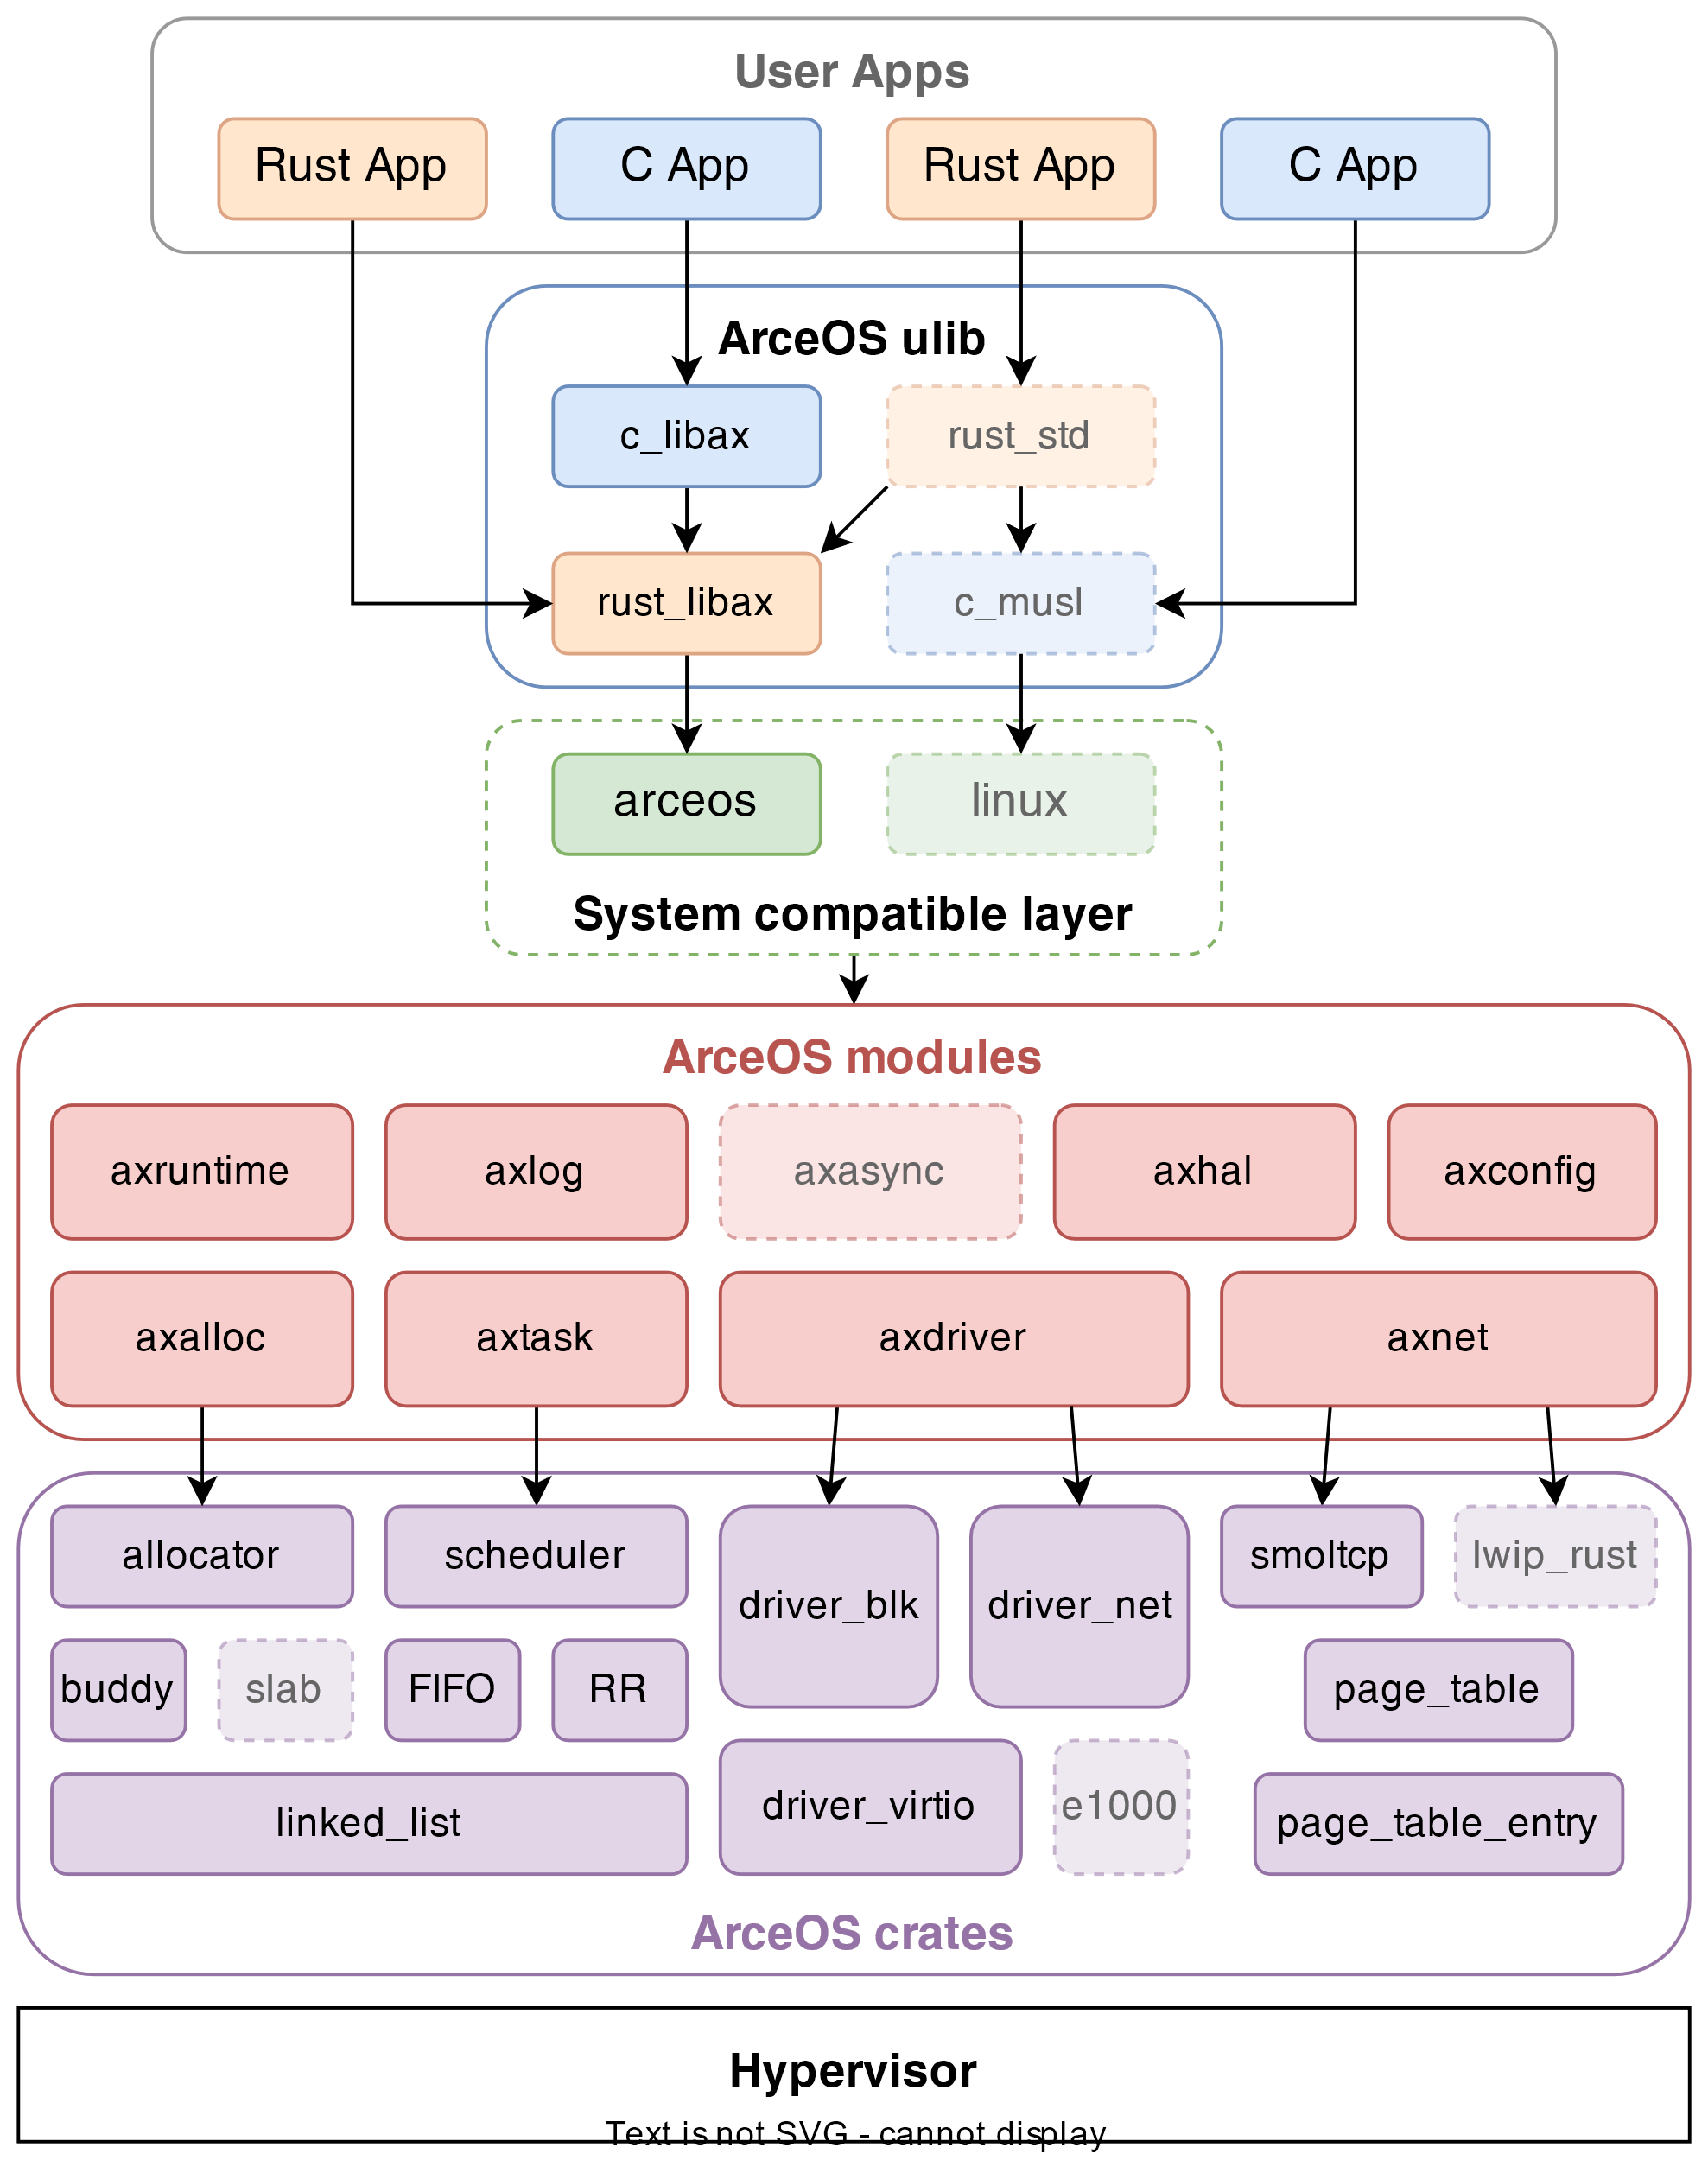 User Apps
Rust App
C App
Rust App
C App
ArceOS ulib
c_libax
rust_std
rust_libax
c_musl
arceos
linux
System compatible layer
ArceOS modules
axruntime
axlog
axasync
axhal
axconfig
axalloc
axtask
axdriver
axnet
allocator
scheduler
driver_blk
driver_net
smoltcp
lwip_rust
buddy
slab
FIFO
RR
page_table
linked_list
driver_virtio
e1000
page_table_entry
ArceOS crates
Hypervisor
Text is not SVG - cannot display